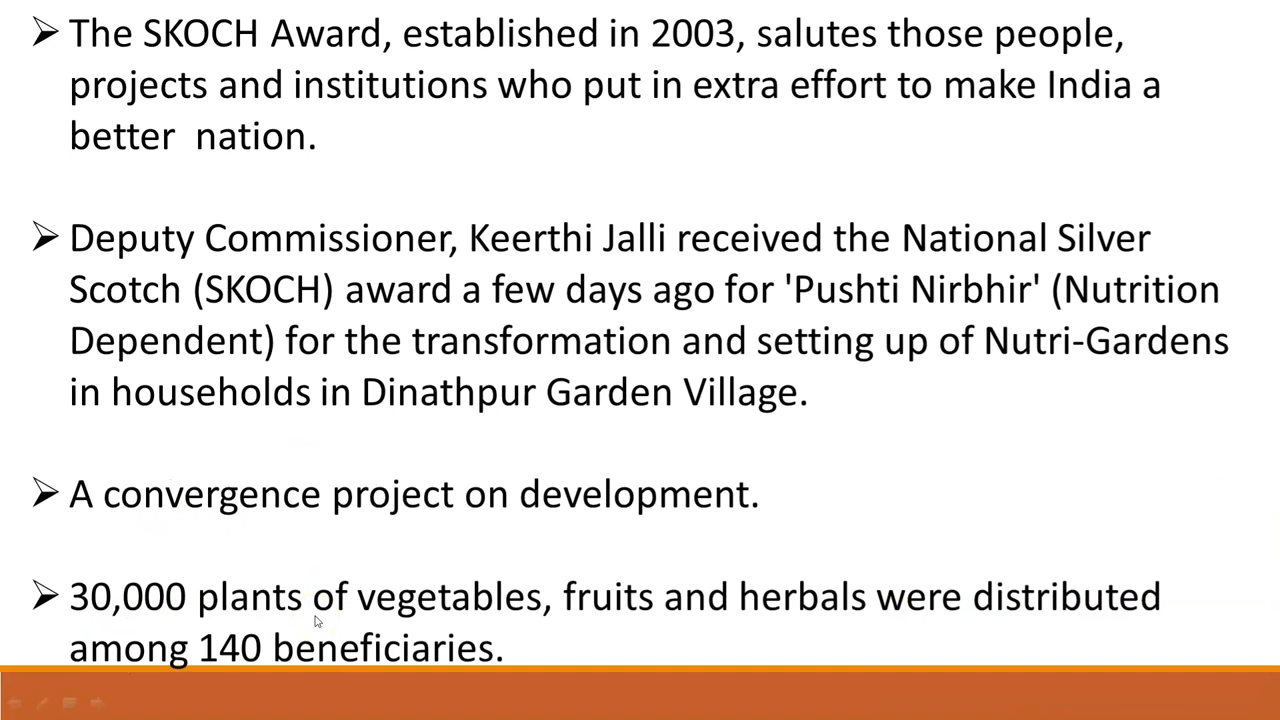 ➢ The SKOCH Award, established in 2003, salutes those people,
projects and institutions who put in extra effort to make India a
better  nation.
➢ Deputy Commissioner, Keerthi Jalli received the National Silver
Scotch (SKOCH) award a few days ago for 'Pushti Nirbhir' (Nutrition
Dependent) for the transformation and setting up of Nutri-Gardens
in households in Dinathpur Garden Village.
➢ A convergence project on development.
➢ 30,000 plants of vegetables, fruits and herbals were distributed
among 140 beneficiaries.